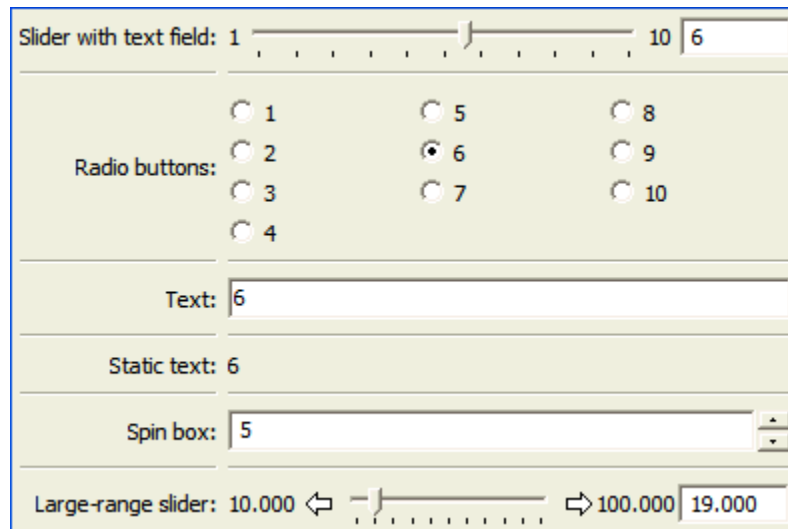 Slider with text field: 1 10 6
1 5 8
2 6 9
Radio buttons:
3 7 10
4
Text: 6
Static text: 6
Spin box: 5
Large-range slider: 10.000 100.000 19.000